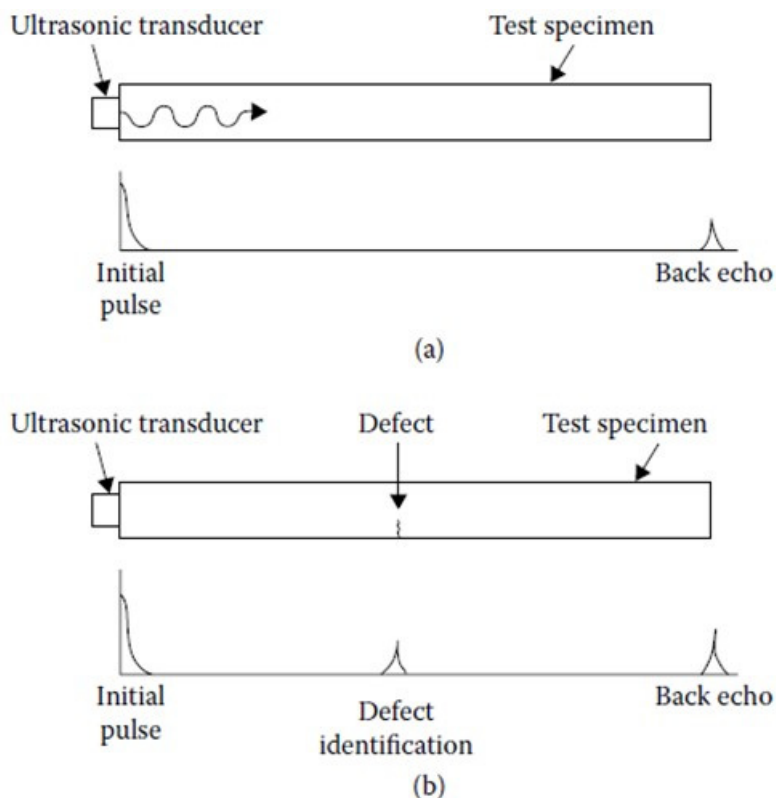 Ultrasonic transducer
Test specimen
Initial
pulse
Back echo
(a)
Ultrasonic transducer
Defect
Test specimen
Initial
pulse
Defect
identification
Back echo
(b)